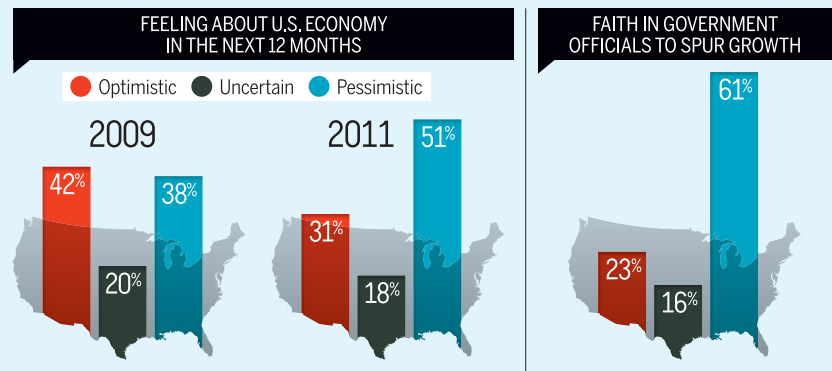 FEELING ABOUT U.S. ECONOMY
IN THE NEXT 12 MONTHS
Optimistic Uncertain Pessimistic
2009
42%
20%
38%
2011
31%
18%
51%
FAITH IN GOVERNMENT
OFFICIALS TO SPUR GROWTH
23%
16%
61%